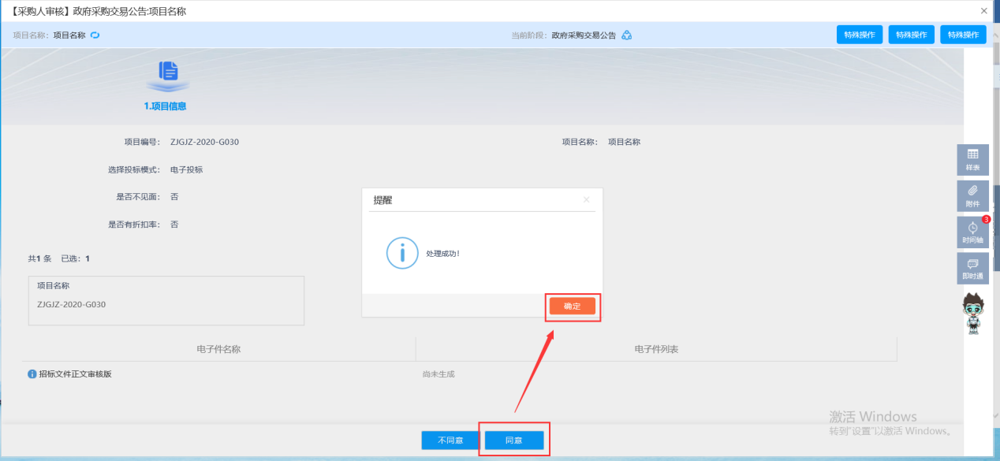 【采购人审核】政府采购交易公告:项目名称
项目名称: 项目名称
当前阶段: 政府采购交易公告
特殊操作 特殊操作 特殊操作
1.项目信息
项目编号: ZJGJZ-2020-G030
项目名称: 项目名称
选择投标模式: 电子投标
是否不见面: 否
是否有折扣率: 否
共1 条 已选: 1
项目名称
ZJGJZ-2020-G030
电子件名称 电子件列表
招标文件正文审核版 尚未生成
提醒
处理成功!
确定
不同意 同意
样表
附件
3
时间轴
即时通
激活 Windows
转到"设置"以激活 Windows。